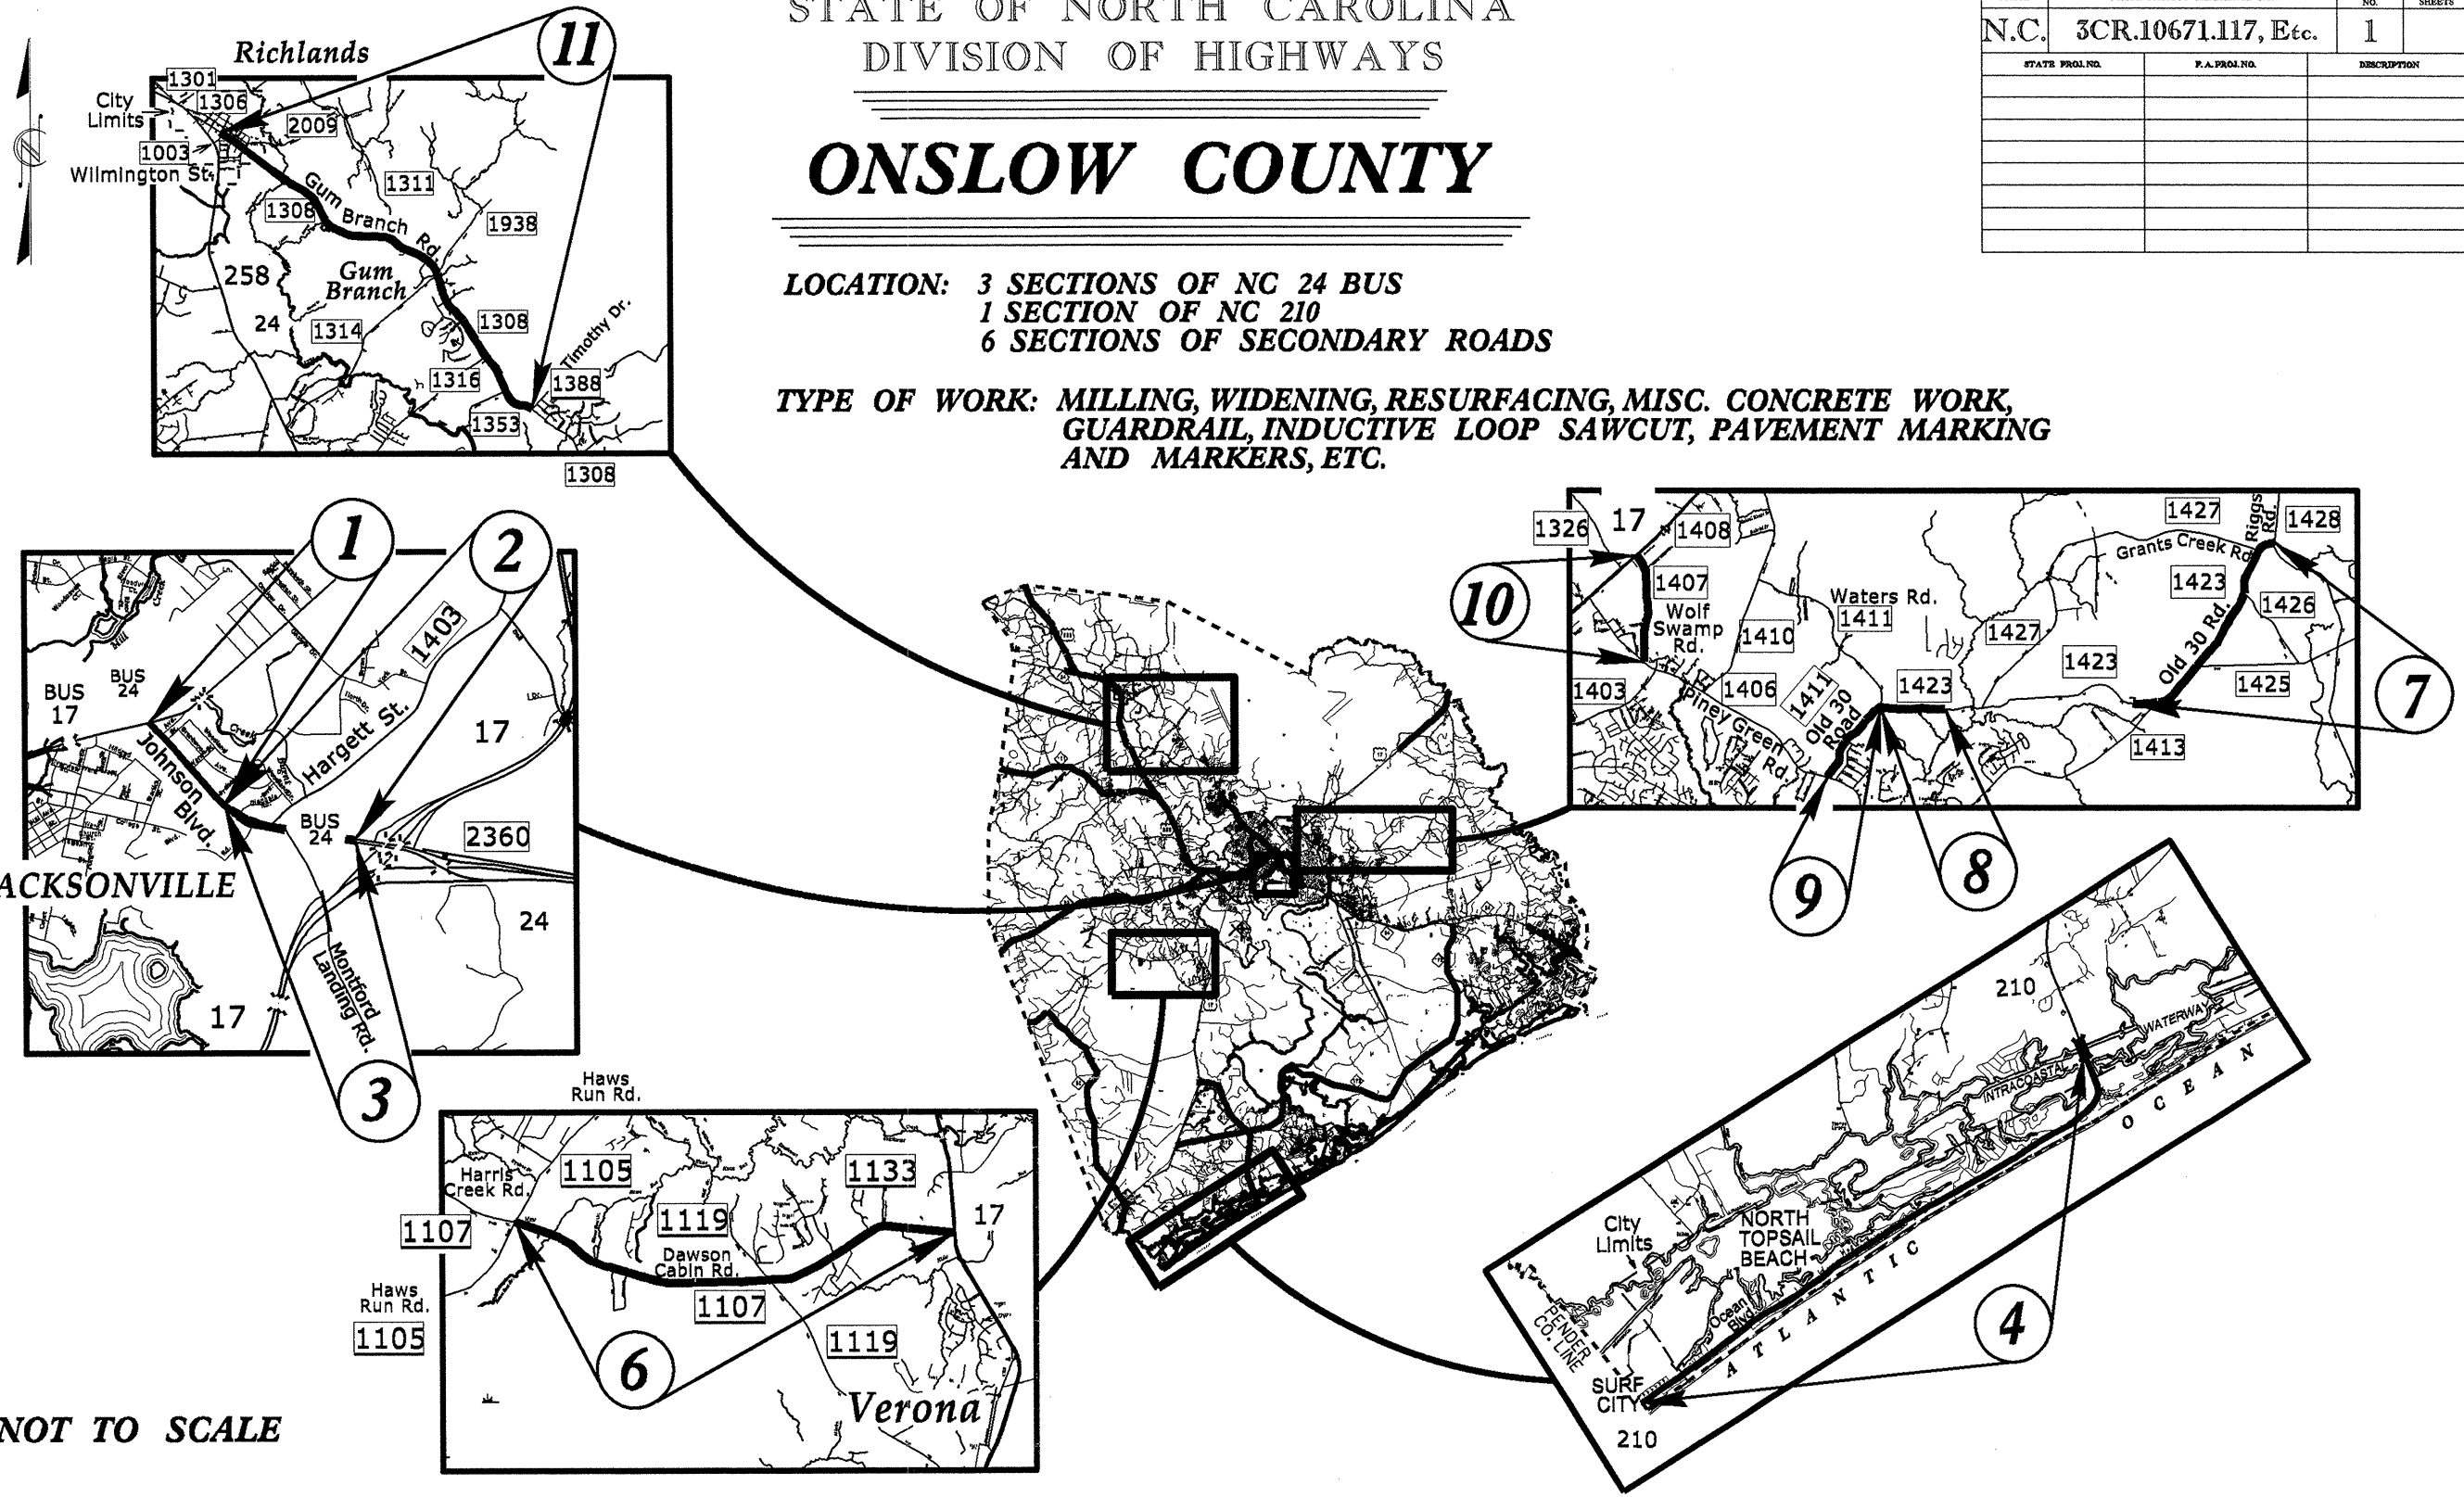 STATE OF NORTH CAROLINA
DIVISION OF HIGHWAYS
ONSLOW COUNTY
NO.
SHEETS
N.C.
3CR.10671.117, Etc.
1
STATE PROJ. NO.
F. A. PROJ. NO.
DESCRIPTION
LOCATION: 3 SECTIONS OF NC 24 BUS
1 SECTION OF NC 210
6 SECTIONS OF SECONDARY ROADS
TYPE OF WORK: MILLING, WIDENING, RESURFACING, MISC. CONCRETE WORK,
GUARDRAIL, INDUCTIVE LOOP SAWCUT, PAVEMENT MARKING
AND MARKERS, ETC.
11
Richlands
1301
City
Limits
1306
2009
1003
Wilmington St.
1311
Gum
Branch
Rd.
1308
1938
258
Gum
Branch
24
1314
1308
Timothy Dr.
1316
1388
1353
1308
1
2
1403
BUS
24
BUS
17
Mill
Creek
Creek
Hargett St.
17
Johnson
Blvd.
BUS
24
2360
ACKSONVILLE
24
Montford
Landing Rd.
17
3
10
1326
17
1408
1427
Riggs
Rd.
1428
Grants Creek Rd
1407
1423
Wolf
Swamp
Rd.
Waters Rd.
1411
1426
1410
1427
Old 30 Rd.
1423
1403
1406
1411
Old 30
Road
1423
1425
Piney Green
Rd.
1413
7
9
8
Haws
Run Rd.
Harris
Creek Rd.
1105
1133
1107
1119
17
Dawson
Cabin Rd.
1107
Haws
Run Rd.
1105
1119
6
Verona
210
WATERWAY
INTRACOASTAL
OCEAN
City
Limits
NORTH
TOPSAIL
BEACH
ATLANTIC
Ocean
Blvd.
PENDER
CO. LINE
4
SURF
CITY
210
NOT TO SCALE